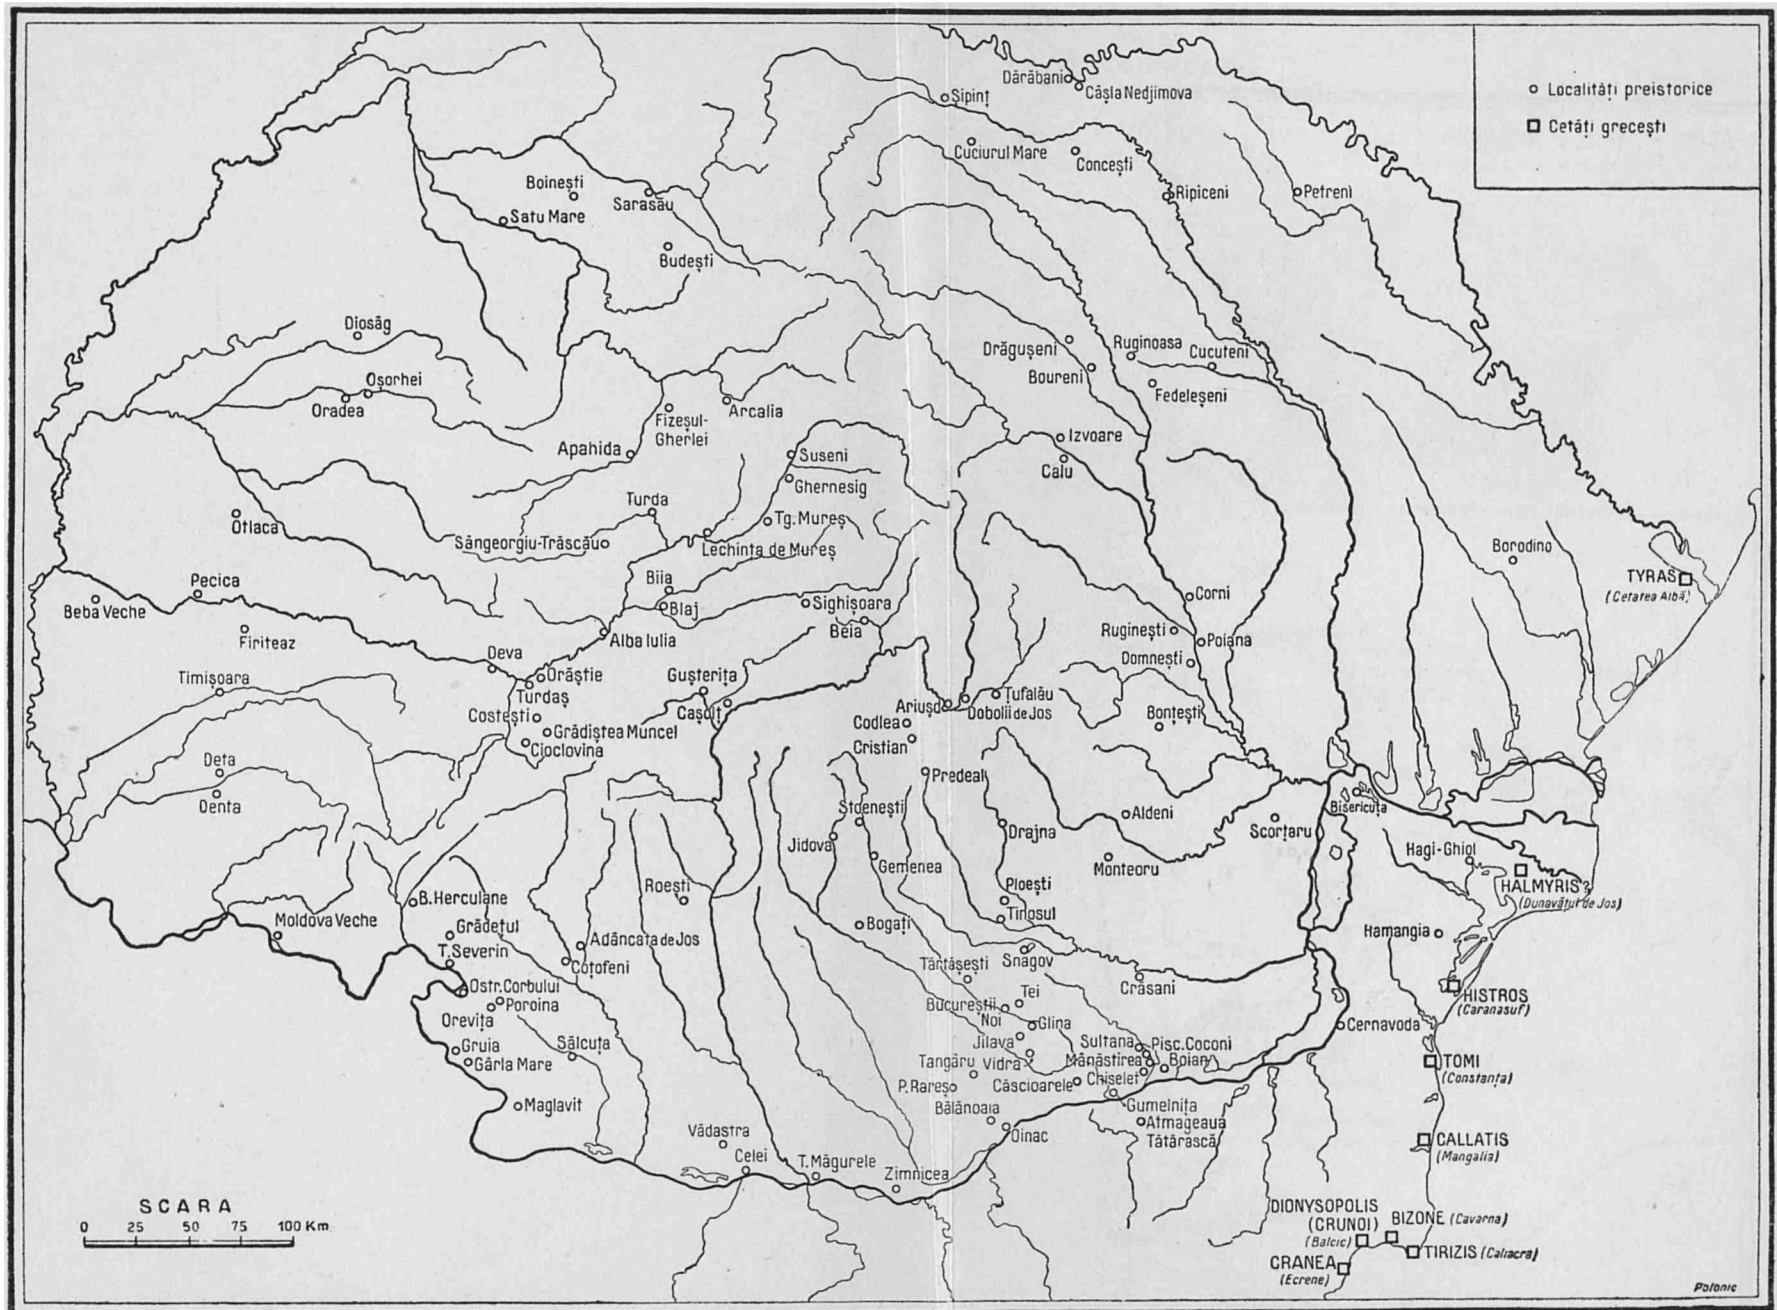 Localități preistorice
Cetăți grecești
Dărăbani
Câșla Nedjimova
Sipinț
Cuciurul Mare
Concești
Ripiceni
Petreni
Boinești
Sarasău
Satu Mare
Budești
Diosâg
Oșorhei
Oradea
Drăgușeni
Ruginoasa
Cucuteni
Boureni
Fedeleșeni
Arcalia
Fizeșul-
Gherlei
Apahida
Izvoare
Calu
Suseni
Ghernesig
Turda
Tg. Mureș
Otlaca
Sângeorgiu-Trăscău
Lechința de Mureș
Borodino
TYRAS
(Cetatea Albă)
Pecica
Beba Veche
Biia
Blaj
Sighișoara
Corni
Firiteaz
Alba Iulia
Beia
Ruginești
Poiana
Domnești
Deva
Timișoara
Orăștie
Turdaș
Gușterița
Cașolț
Costești
Grădiștea Muncel
Cioclovina
Ariușd
Țufalău
Dobolii de Jos
Codlea
Cristian
Bontești
Deta
Denta
Predeal
Stoenești
Bisericuța
Jidova
Drajna
Aldeni
Scorțaru
Gemenea
Monteoru
Hagi-Ghiol
Roești
Ploești
HALMYRIS?
(Dunavățul de Jos)
B. Herculane
Tinosul
Moldova Veche
Grădețul
Bogați
Hamangia
T. Severin
Adâncata de Jos
Coțofeni
Snagov
Tărtășești
Crăsani
Ostr. Corbului
Poroina
HISTROS
(Caranasuf)
Orevița
Bucureștii
Noi
Tei
Glina
Cernavoda
Gruia
Gârla Mare
Sălcuța
Jilava
Sultana
Pisc. Coconi
Tangâru
Vidra
Mânăstirea
Boian
TOMI
(Constanța)
P. Rareș
Căscioarele
Chiselet
Maglavit
Bălănoaia
Gumelnița
Oinac
Atmageaua
Tătărască
Vădastra
CALLATIS
(Mangalia)
Celei
T. Măgurele
Zimnicea
SCARA
0 25 50 75 100 Km.
DIONYSOPOLIS
(CRUNOI)
(Balcic)
BIZONE (Cavarna)
TIRIZIS (Caliacra)
CRANEA
(Ecrene)
Polonic